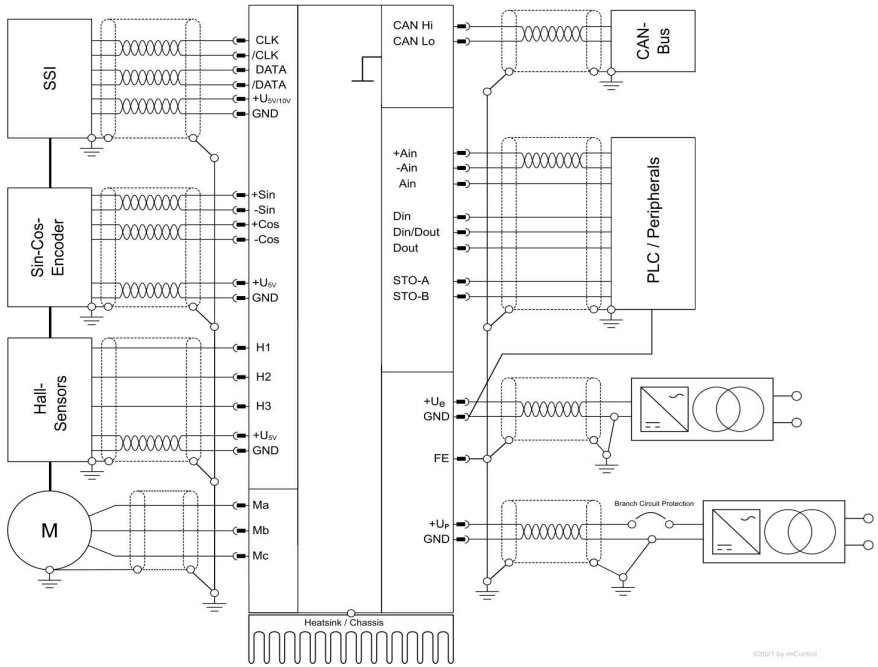 SSI
CLK
/CLK
DATA
/DATA
+U5V/10V
GND
Sin-Cos-
Encoder
+Sin
-Sin
+Cos
-Cos
+U5V
GND
Hall-
Sensors
H1
H2
H3
+U5V
GND
M
Ma
Mb
Mc
CAN Hi
CAN Lo
CAN-
Bus
+Ain
-Ain
Ain
Din
Din/Dout
Dout
STO-A
STO-B
PLC / Peripherals
+Ue
GND
FE
+UP
GND
Branch Circuit Protection
Heatsink / Chassis
©2021 by miControl